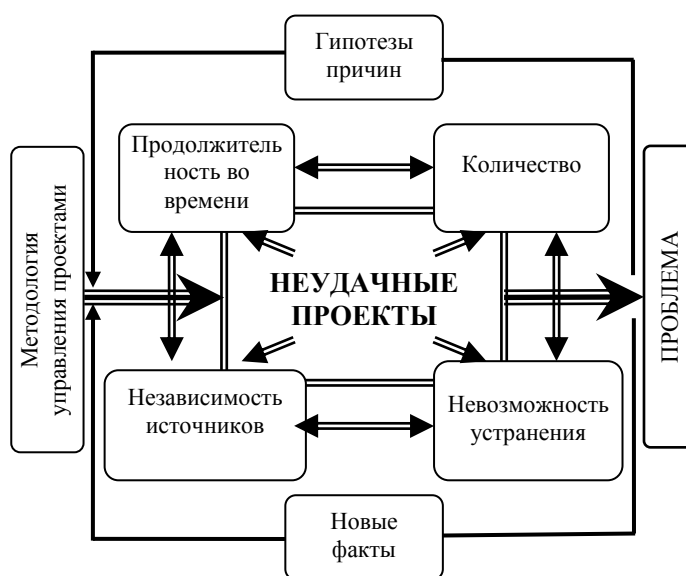 Гипотезы
причин
Продолжитель
ность во
времени
Количество
Методология
управления проектами
НЕУДАЧНЫЕ
ПРОЕКТЫ
ПРОБЛЕМА
Независимость
источников
Невозможность
устранения
Новые
факты